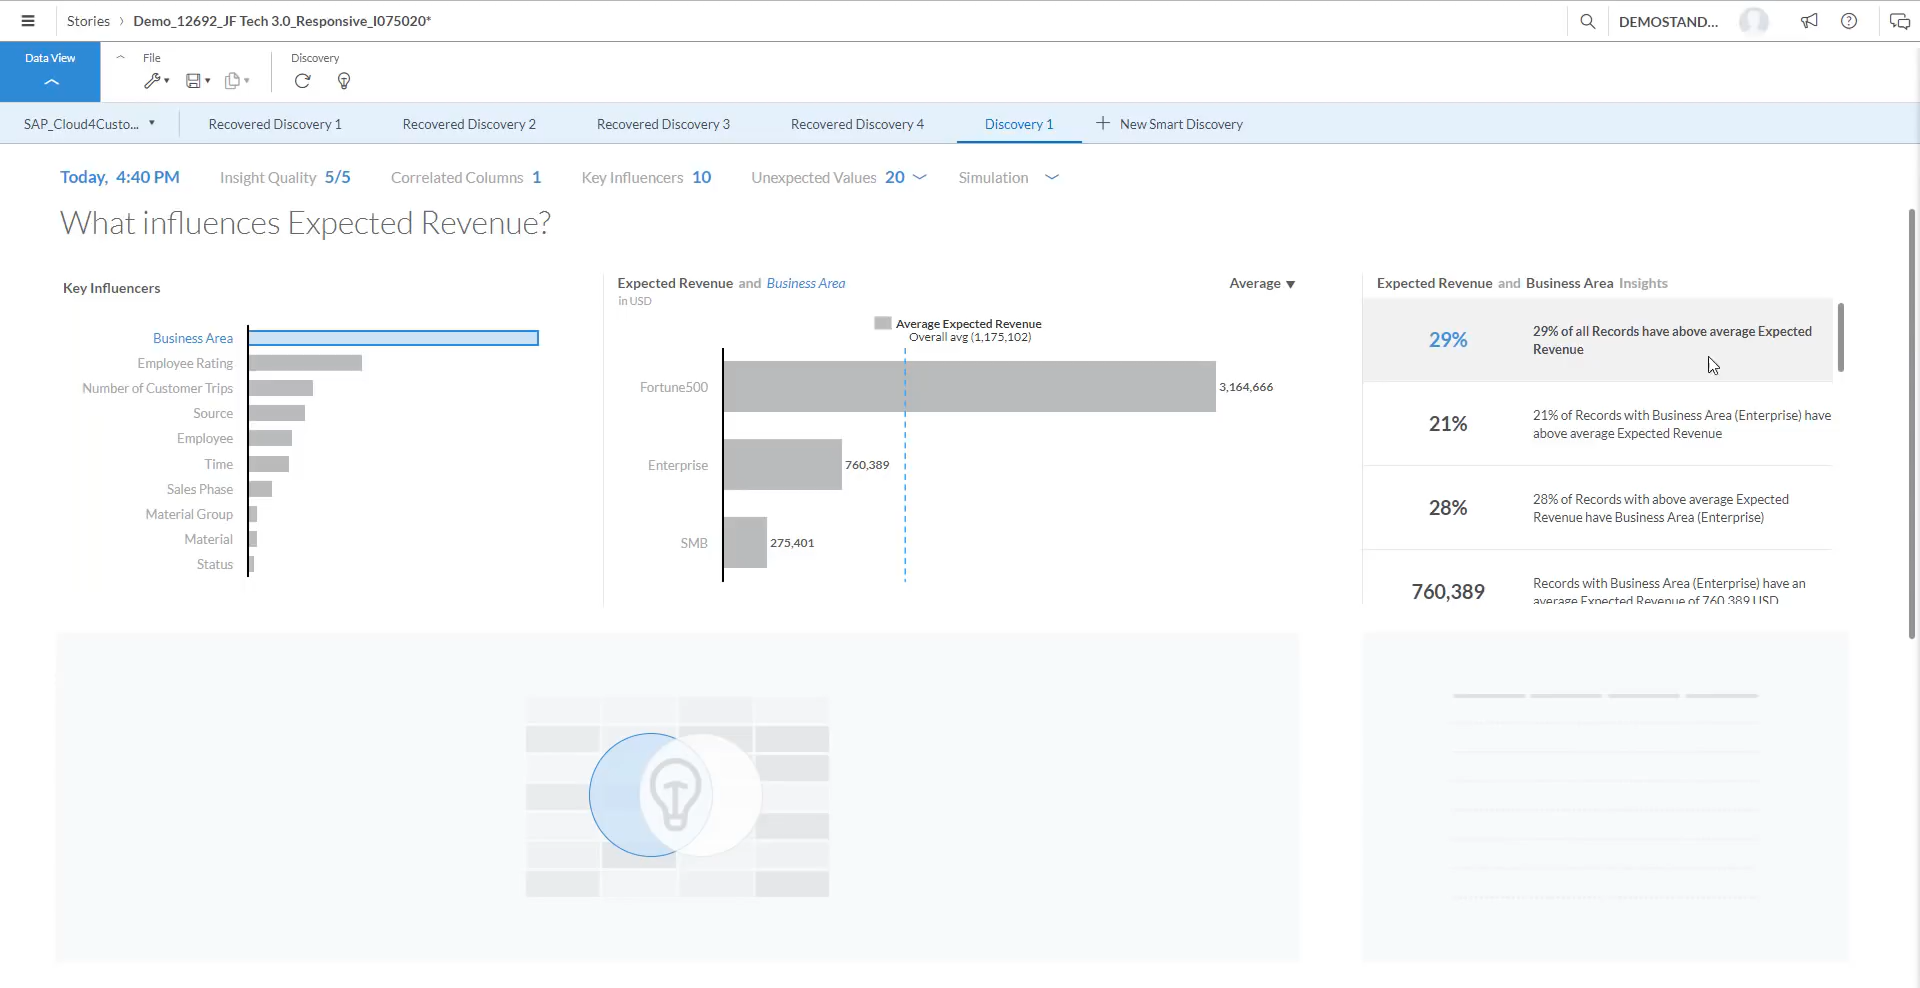 Stories › Demo_12692_JF Tech 3.0_Responsive_I075020*
DEMOSTAND...
Data View
File
Discovery
SAP_Cloud4Custo...
Recovered Discovery 1
Recovered Discovery 2
Recovered Discovery 3
Recovered Discovery 4
Discovery 1
+ New Smart Discovery
Today, 4:40 PM
Insight Quality 5/5
Correlated Columns 1
Key Influencers 10
Unexpected Values 20
Simulation
What influences Expected Revenue?
Key Influencers
Business Area
Employee Rating
Number of Customer Trips
Source
Employee
Time
Sales Phase
Material Group
Material
Status
Expected Revenue and Business Area
in USD
Average
Average Expected Revenue
Overall avg (1,175,102)
Fortune500
3,164,666
Enterprise
760,389
SMB
275,401
Expected Revenue and Business Area Insights
29%
29% of all Records have above average Expected
Revenue
21%
21% of Records with Business Area (Enterprise) have
above average Expected Revenue
28%
28% of Records with above average Expected
Revenue have Business Area (Enterprise)
760,389
Records with Business Area (Enterprise) have an
average Expected Revenue of 760,389 USD